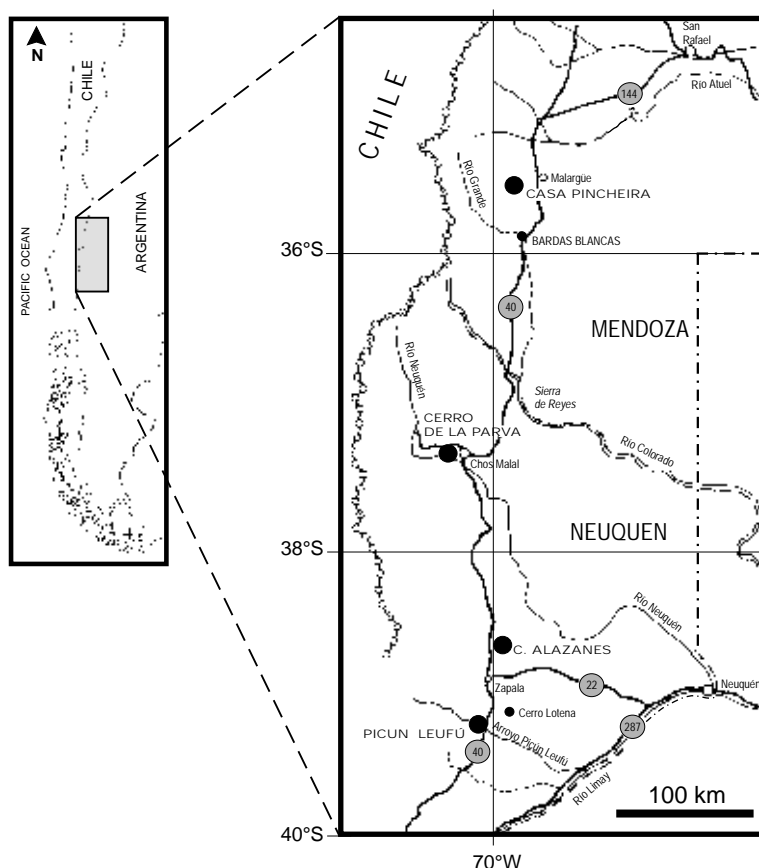 N
CHILE
PACIFIC OCEAN
ARGENTINA
CHILE
San
Rafael
144
Río Atuel
Río Grande
Malargüe
CASA PINCHEIRA
BARDAS BLANCAS
36°S
40
MENDOZA
Río Neuquén
Sierra
de Reyes
CERRO
DE LA PARVA
Chos Malal
Río Colorado
NEUQUEN
38°S
Río Neuquén
C. ALAZANES
Zapala
22
Neuquén
Cerro Lotena
PICUN LEUFÚ
Arroyo Picún Leufú
287
40
Río Limay
100 km
40°S
70°W